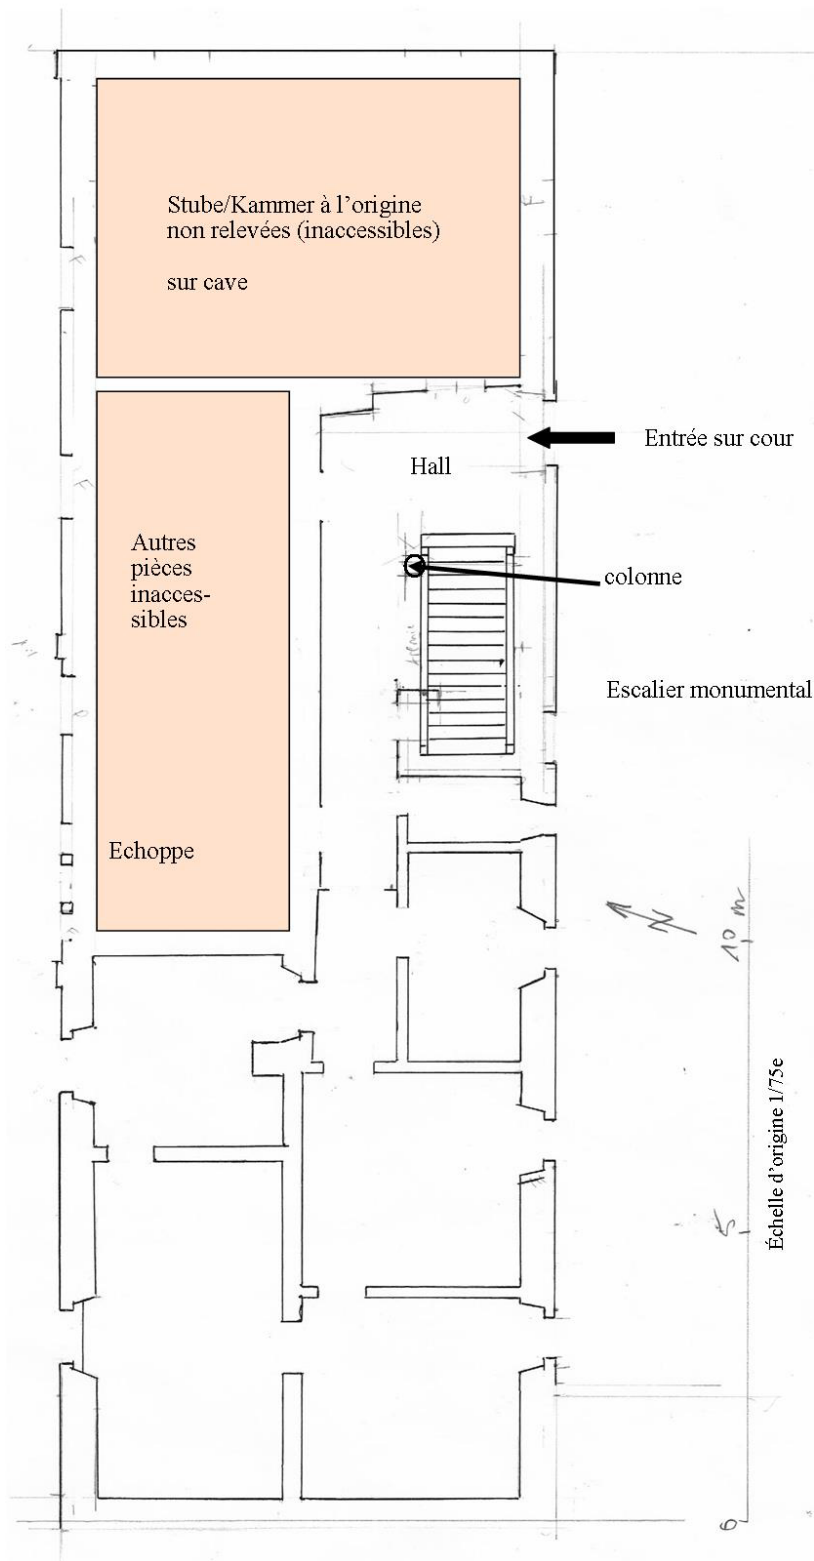 Stube/Kammer à l’origine
non relevées (inaccessibles)
sur cave
Entrée sur cour
Hall
Autres
pièces
inacces-
sibles
colonne
Escalier monumental
Echoppe
N
10 m
Échelle d’origine 1/75e
5
0